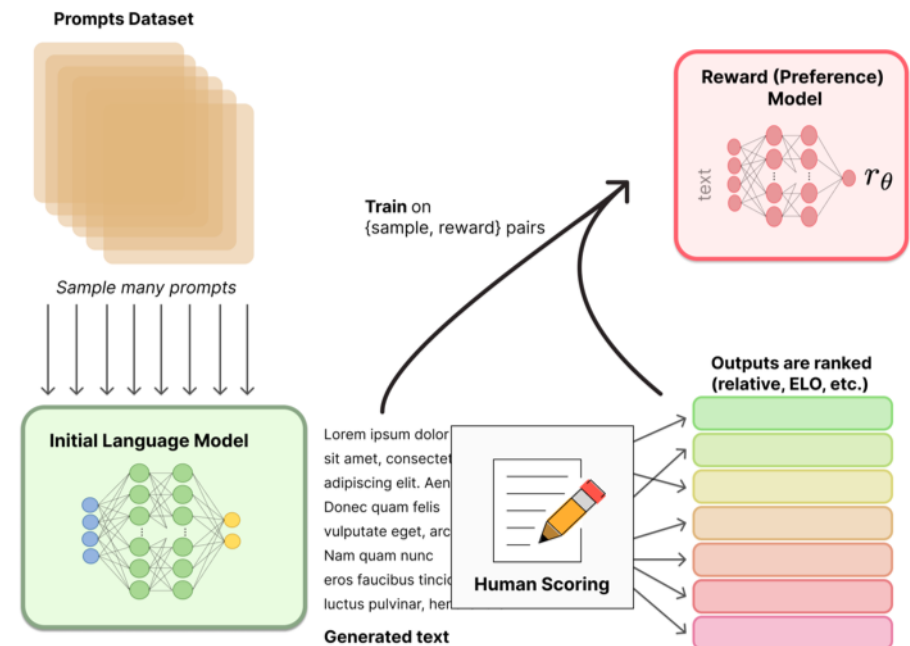 Prompts Dataset
Sample many prompts
Initial Language Model
Train on
{sample, reward} pairs
Reward (Preference)
Model
text
rθ
Lorem ipsum dolor
sit amet, consectet
adipiscing elit. Aen
Donec quam felis
vulputate eget, arc
Nam quam nunc
eros faucibus tincid
luctus pulvinar, her
Generated text
Human Scoring
Outputs are ranked
(relative, ELO, etc.)